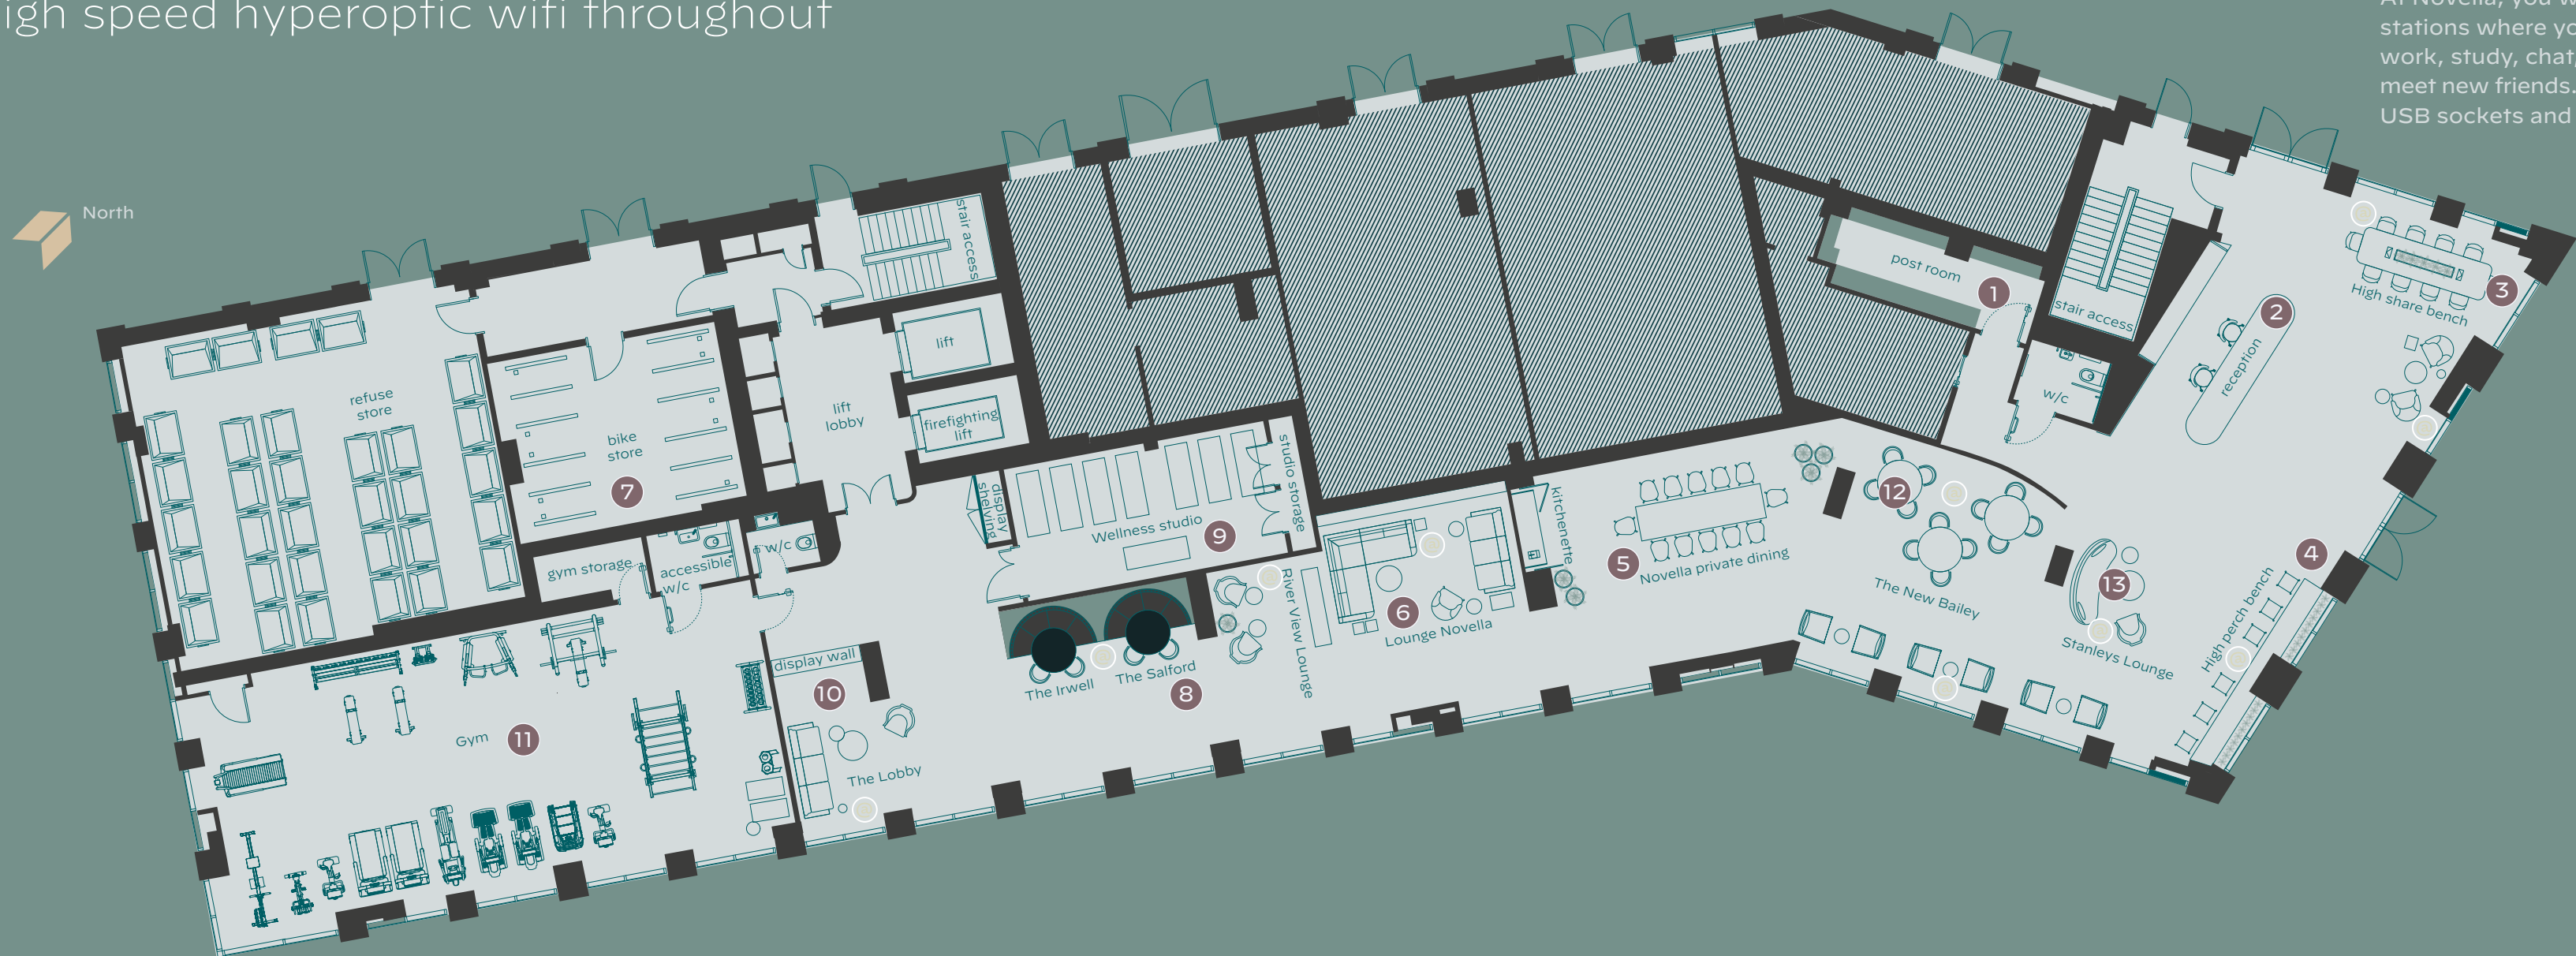 igh speed hyperoptic wifi throughout
stations where yo
work, study, chat,
meet new friends.
USB sockets and
North
stair access
post room
1
stair access
2
reception
3
High share bench
w/c
lift
firefighting
lift
lift
lobby
refuse
store
bike
store
7
display
shelving
Wellness studio
9
studio storage
kitchenette
5
Novella private dining
12
The New Bailey
13
Stanleys Lounge
4
High perch bench
gym storage
accessible
w/c
w/c
River View Lounge
6
Lounge Novella
The Irwell
The Salford
8
display wall
10
The Lobby
Gym
11